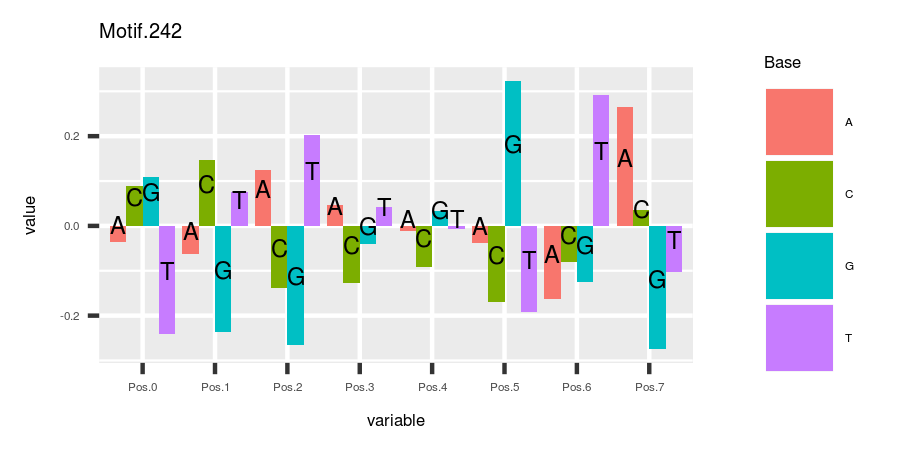 Motif.242
value
0.2
0.0
-0.2
A C G T
A C G T
A C G T
A C G T
A C G T
A C G T
A C G T
A C G T
Pos.0 Pos.1 Pos.2 Pos.3 Pos.4 Pos.5 Pos.6 Pos.7
variable
Base
A
C
G
T